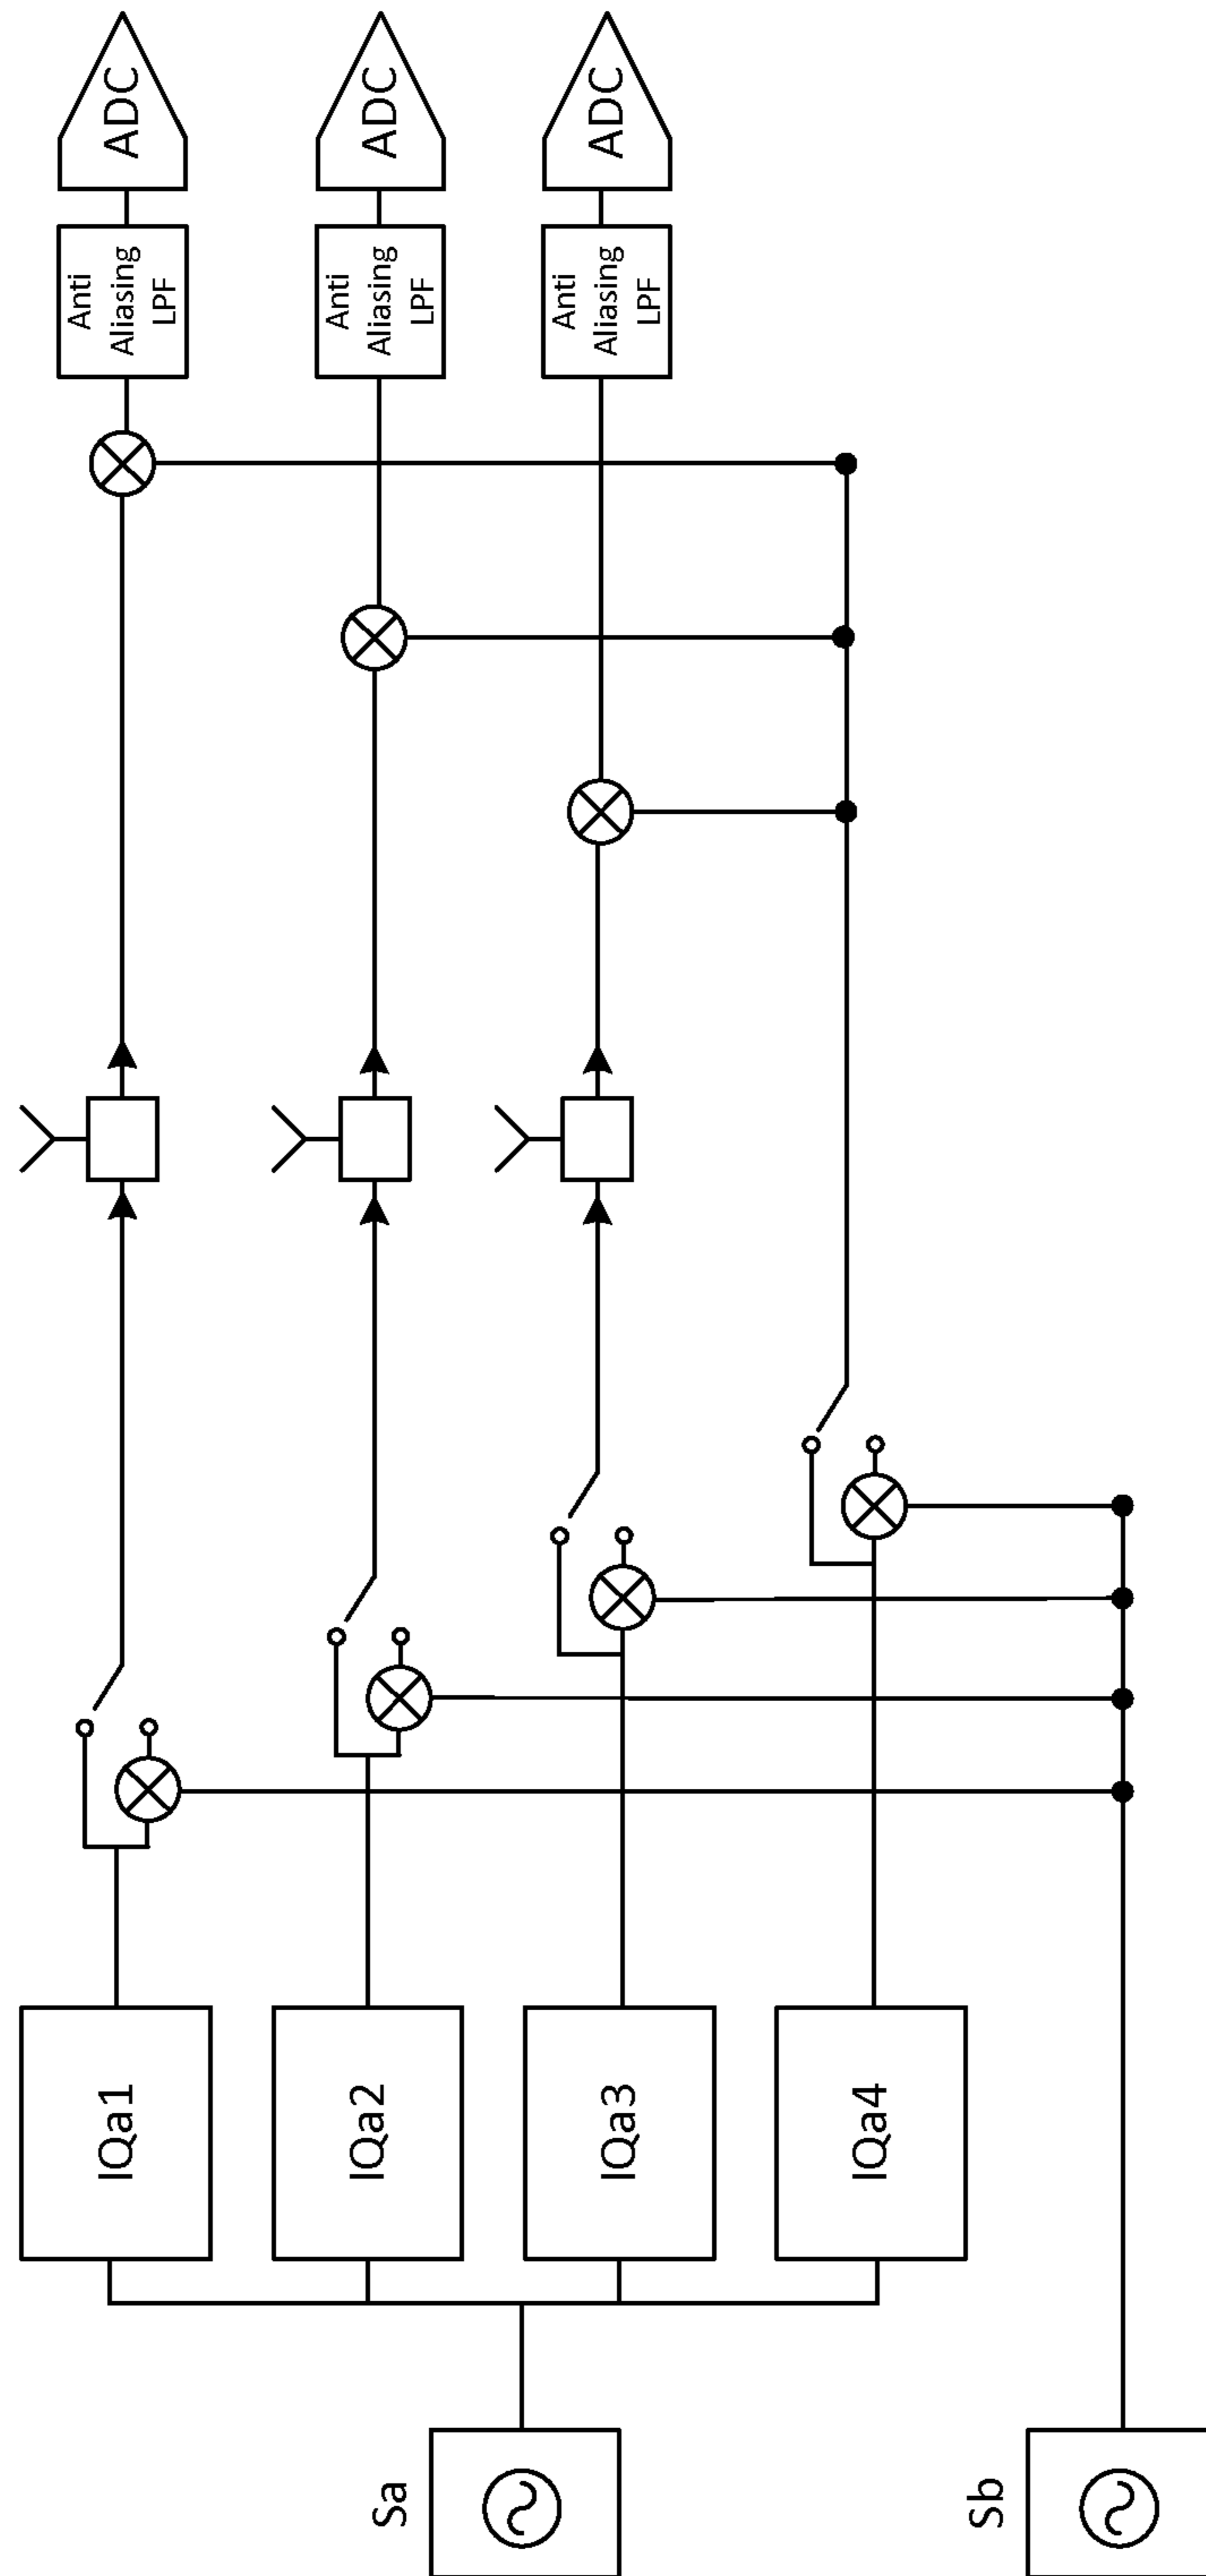 Sa
Sb
IQa1
IQa2
IQa3
IQa4
Anti
Aliasing
LPF
ADC
Anti
Aliasing
LPF
ADC
Anti
Aliasing
LPF
ADC